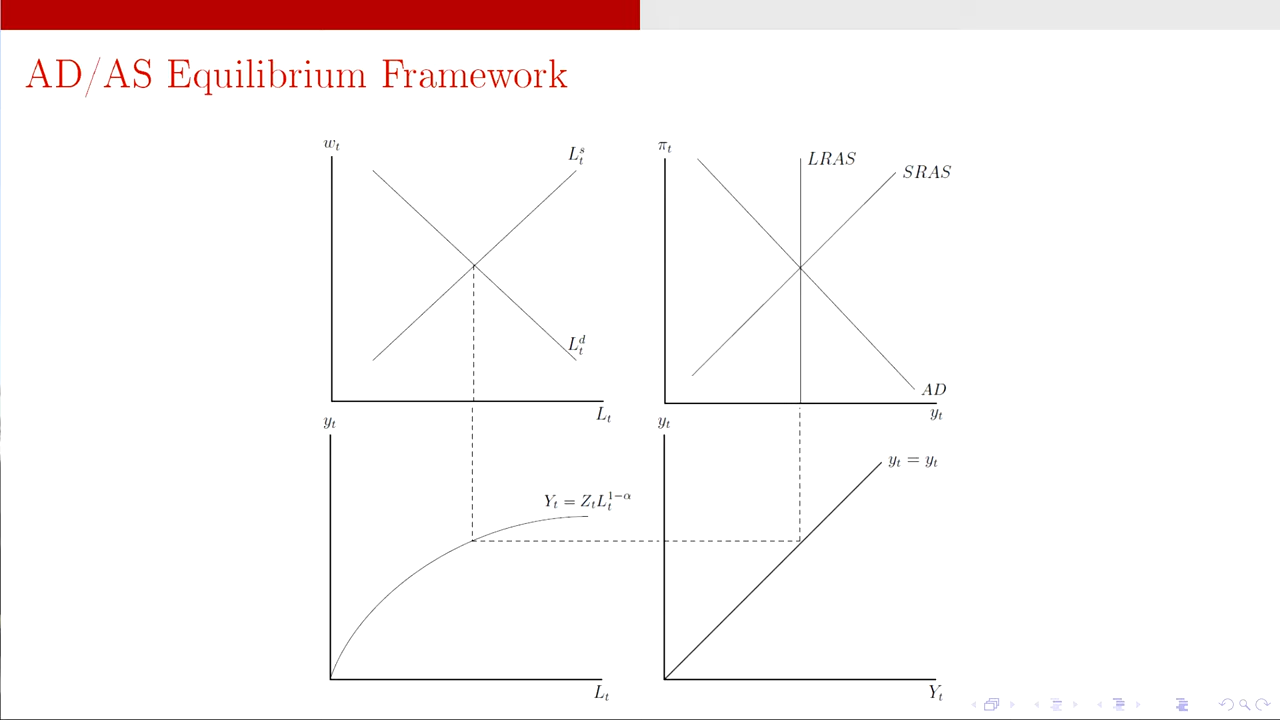 AD/AS Equilibrium Framework
w_t
L_t^s
L_t^d
L_t
π_t
LRAS
SRAS
AD
y_t
y_t
Y_t = Z_t L_t^{1−α}
L_t
y_t
y_t = y_t
Y_t